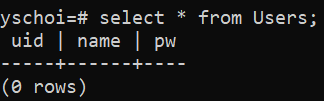 yschoi=# select * from Users;
 uid | name | pw
-----+------+----
(0 rows)